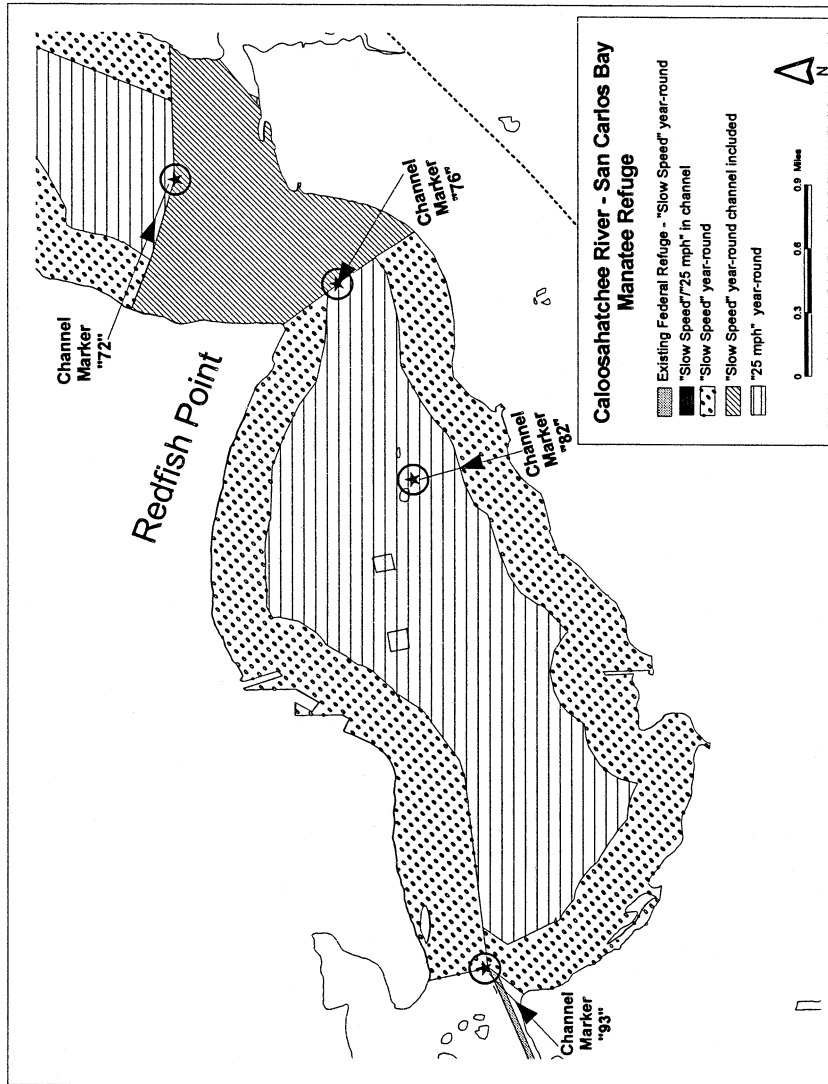 Channel
Marker
"72"
Redfish Point
Channel
Marker
"76"
Channel
Marker
"82"
Channel
Marker
"93"
Caloosahatchee River - San Carlos Bay
Manatee Refuge
Existing Federal Refuge - "Slow Speed" year-round
"Slow Speed"/"25 mph" in channel
"Slow Speed" year-round
"Slow Speed" year-round channel included
"25 mph" year-round
0 0.3 0.6 0.9 Miles
N